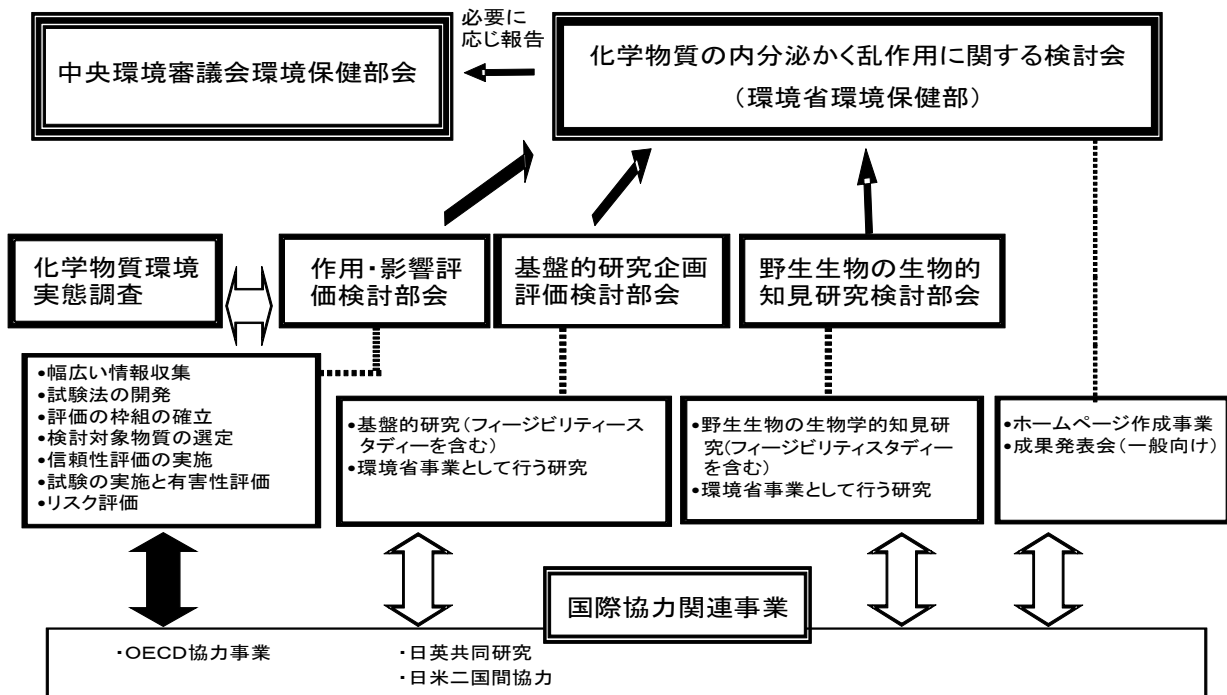 必要に
応じ報告
中央環境審議会環境保健部会
化学物質の内分泌かく乱作用に関する検討会
（環境省環境保健部）
化学物質環境
実態調査
作用・影響評
価検討部会
基盤的研究企画
評価検討部会
野生生物の生物的
知見研究検討部会
•幅広い情報収集
•試験法の開発
•評価の枠組の確立
•検討対象物質の選定
•信頼性評価の実施
•試験の実施と有害性評価
•リスク評価
•基盤的研究（フィージビリティース
タディーを含む）
•環境省事業として行う研究
•野生生物の生物学的知見研
究(フィージビリティスタディー
を含む）
•環境省事業として行う研究
•ホームページ作成事業
•成果発表会（一般向け）
国際協力関連事業
・OECD協力事業
・日英共同研究
・日米二国間協力